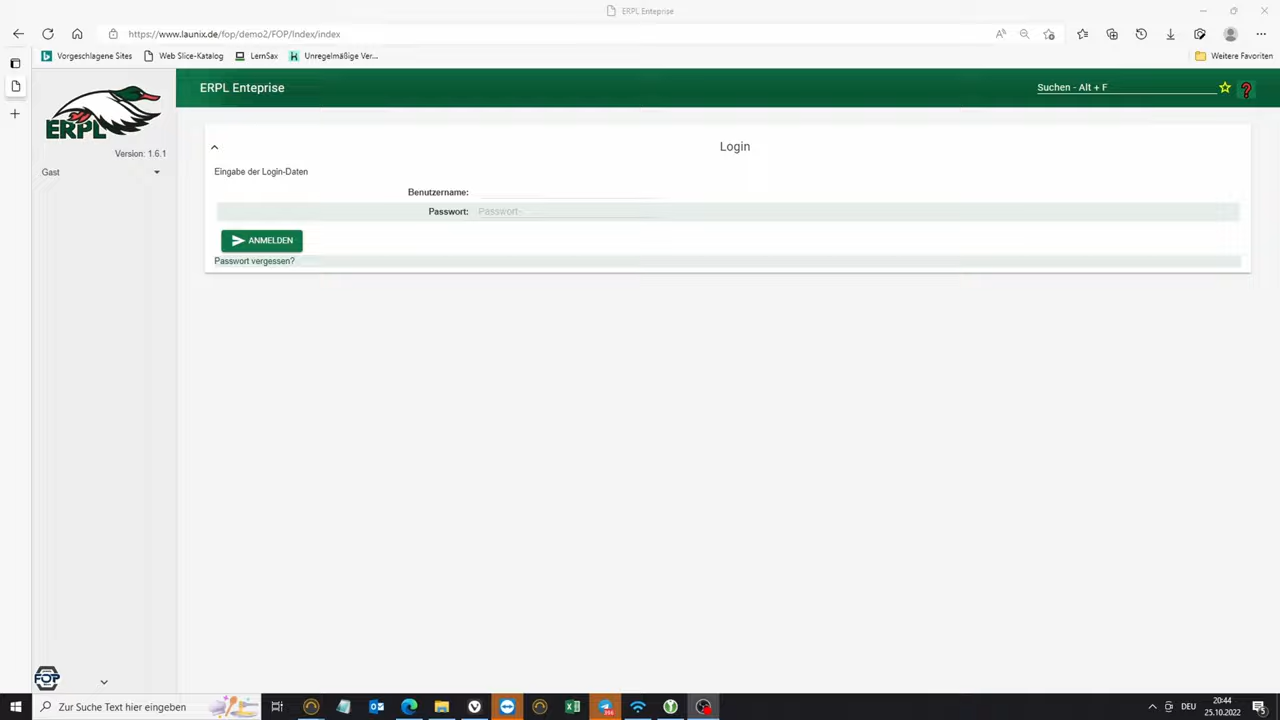 ERPL Enteprise
https://www.launix.de/fop/demo2/FOP/Index/index
Vorgeschlagene Sites
Web Slice-Katalog
LernSax
Unregelmäßige Ver...
Weitere Favoriten
ERPL
ERPL Enteprise
Suchen - Alt + F
Version: 1.6.1
Gast
Login
Eingabe der Login-Daten
Benutzername:
Passwort:
Passwort
ANMELDEN
Passwort vergessen?
FOP
Zur Suche Text hier eingeben
DEU
20:44
25.10.2022